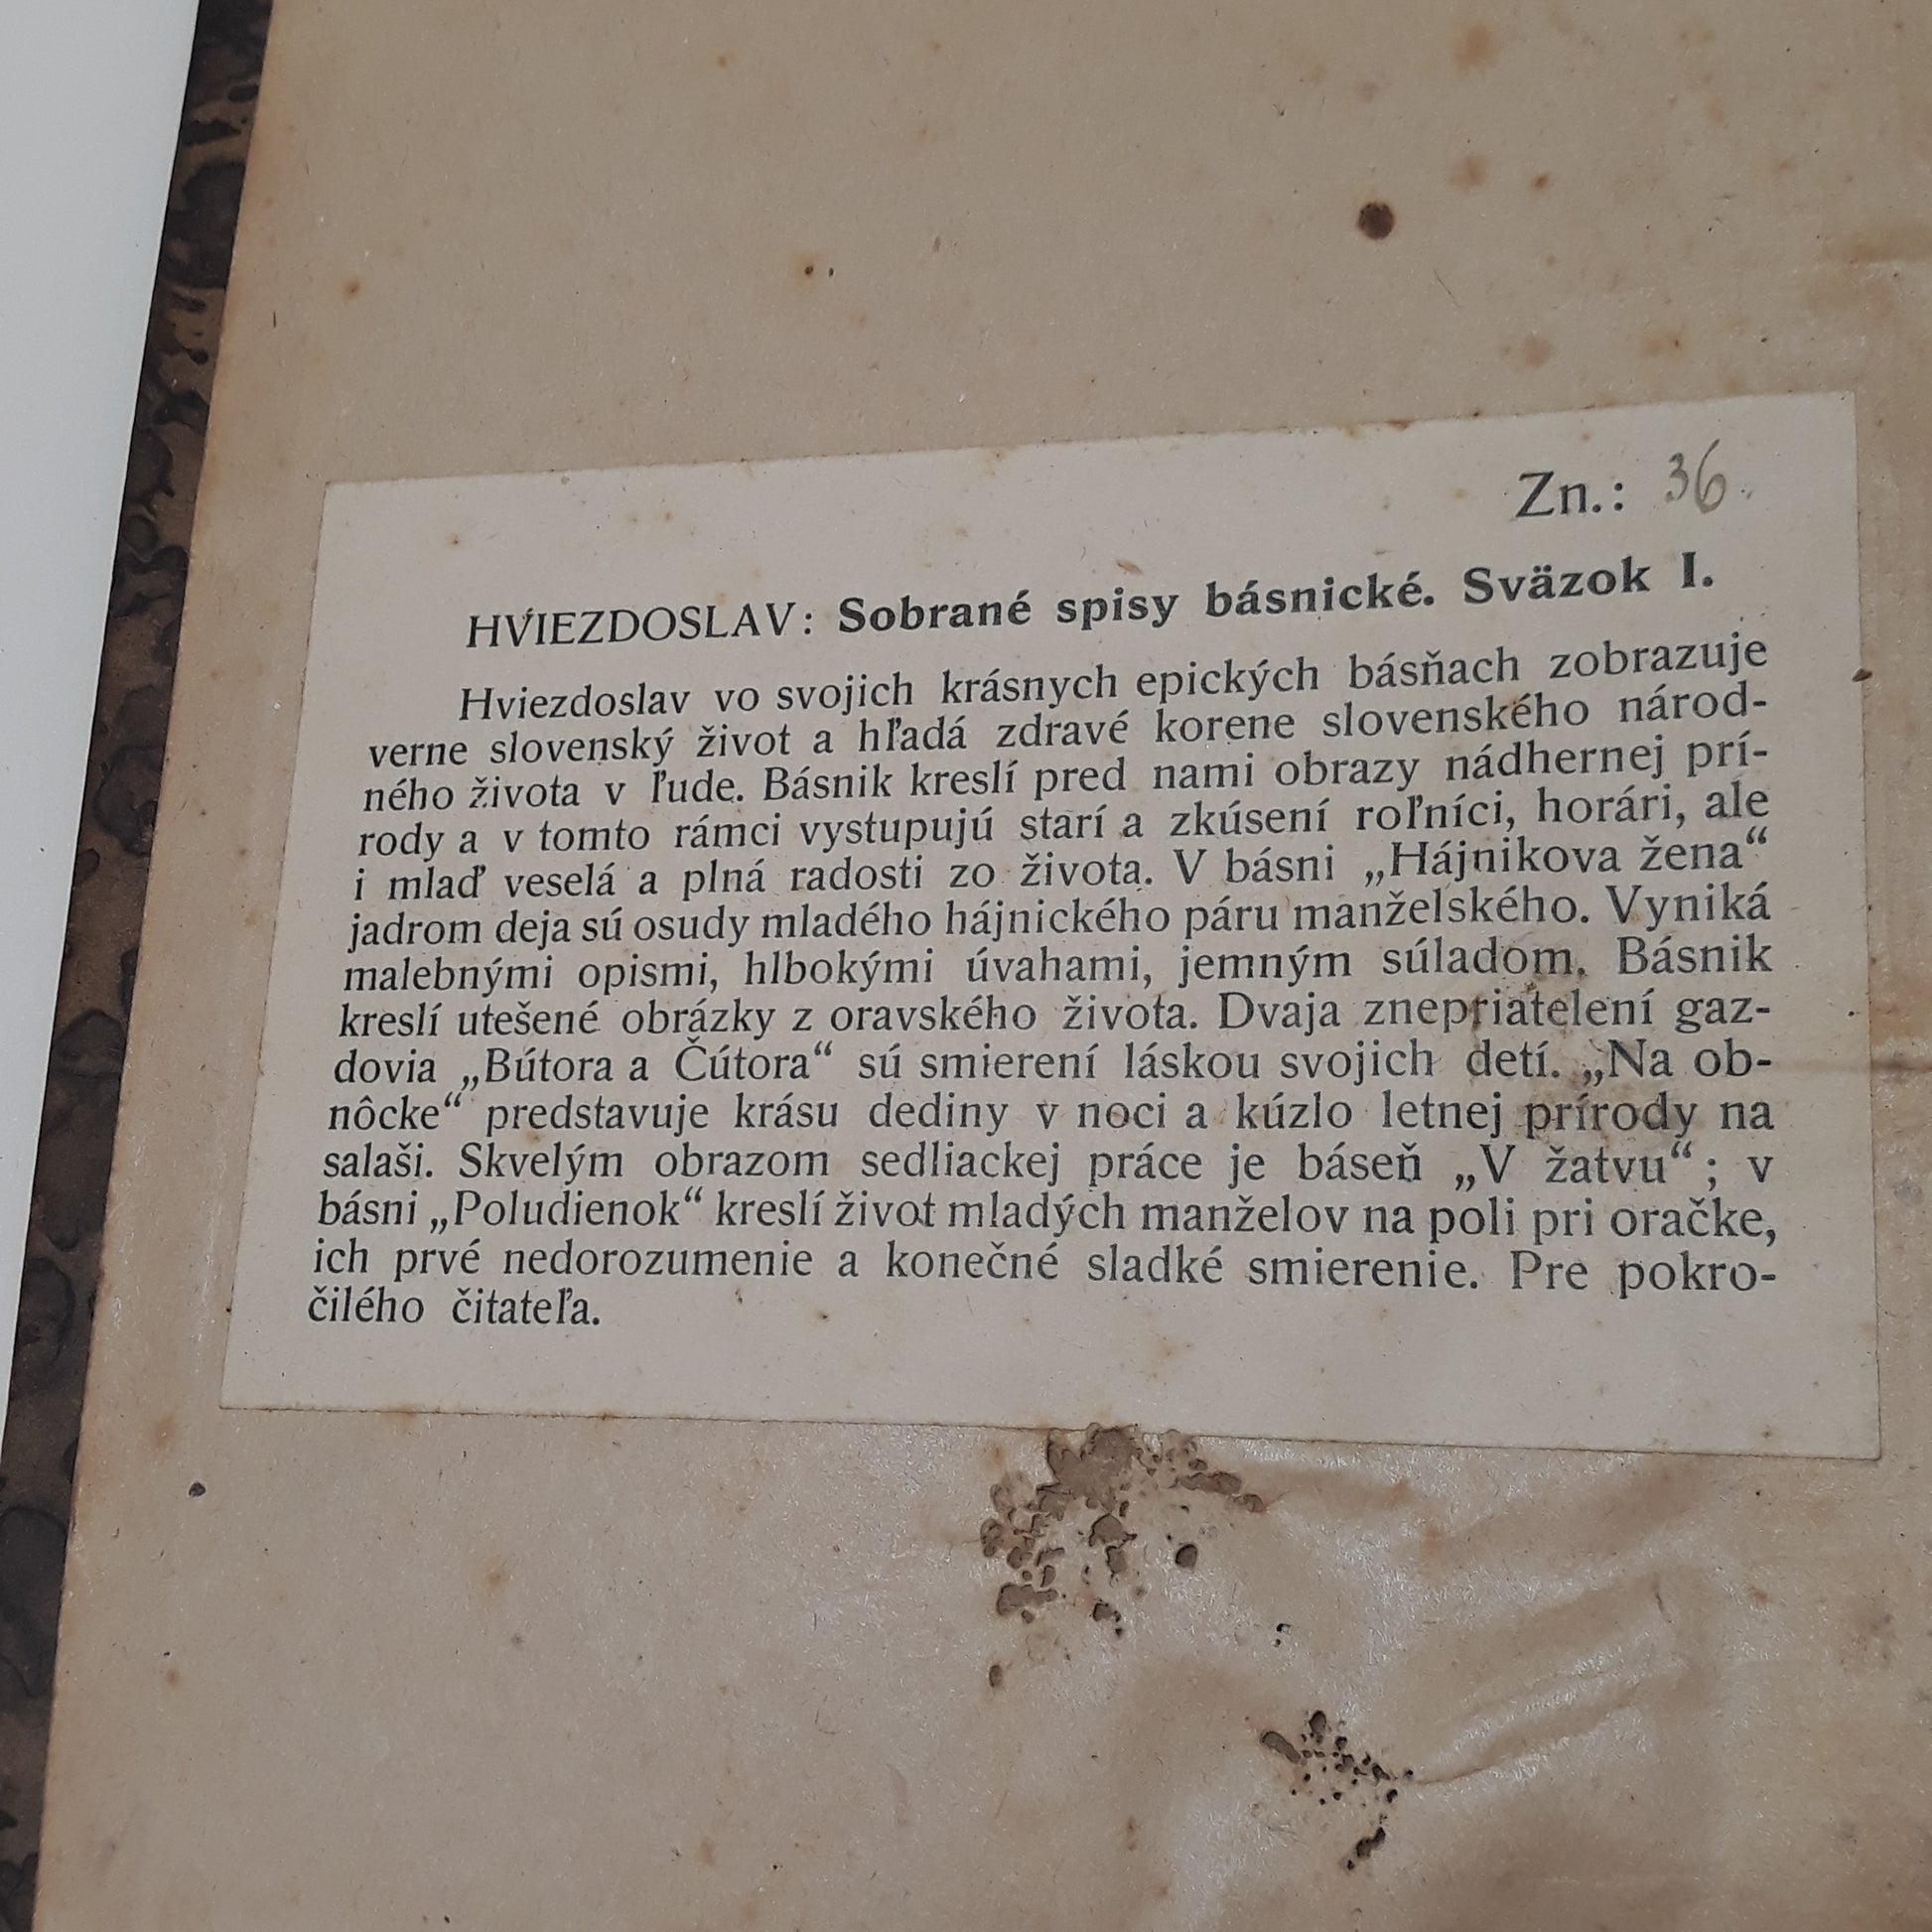 Zn.: 36.
HVIEZDOSLAV: Sobrané spisy básnické. Sväzok I.
Hviezdoslav vo svojich krásnych epických básňach zobrazuje
verne slovenský život a hľadá zdravé korene slovenského národ-
ného života v ľude. Básnik kreslí pred nami obrazy nádhernej prí-
rody a v tomto rámci vystupujú starí a zkúsení roľníci, horári, ale
i mlaď veselá a plná radosti zo života. V básni „Hájnikova žena“
jadrom deja sú osudy mladého hájnického páru manželského. Vyniká
malebnými opismi, hlbokými úvahami, jemným súladom. Básnik
kreslí utešené obrázky z oravského života. Dvaja znepriatelení gaz-
dovia „Bútora a Čútora“ sú smierení láskou svojich detí. „Na ob-
nôcke“ predstavuje krásu dediny v noci a kúzlo letnej prírody na
salaši. Skvelým obrazom sedliackej práce je báseň „V žatvu“; v
básni „Poludienok“ kreslí život mladých manželov na poli pri oračke,
ich prvé nedorozumenie a konečné sladké smierenie. Pre pokro-
čilého čitateľa.